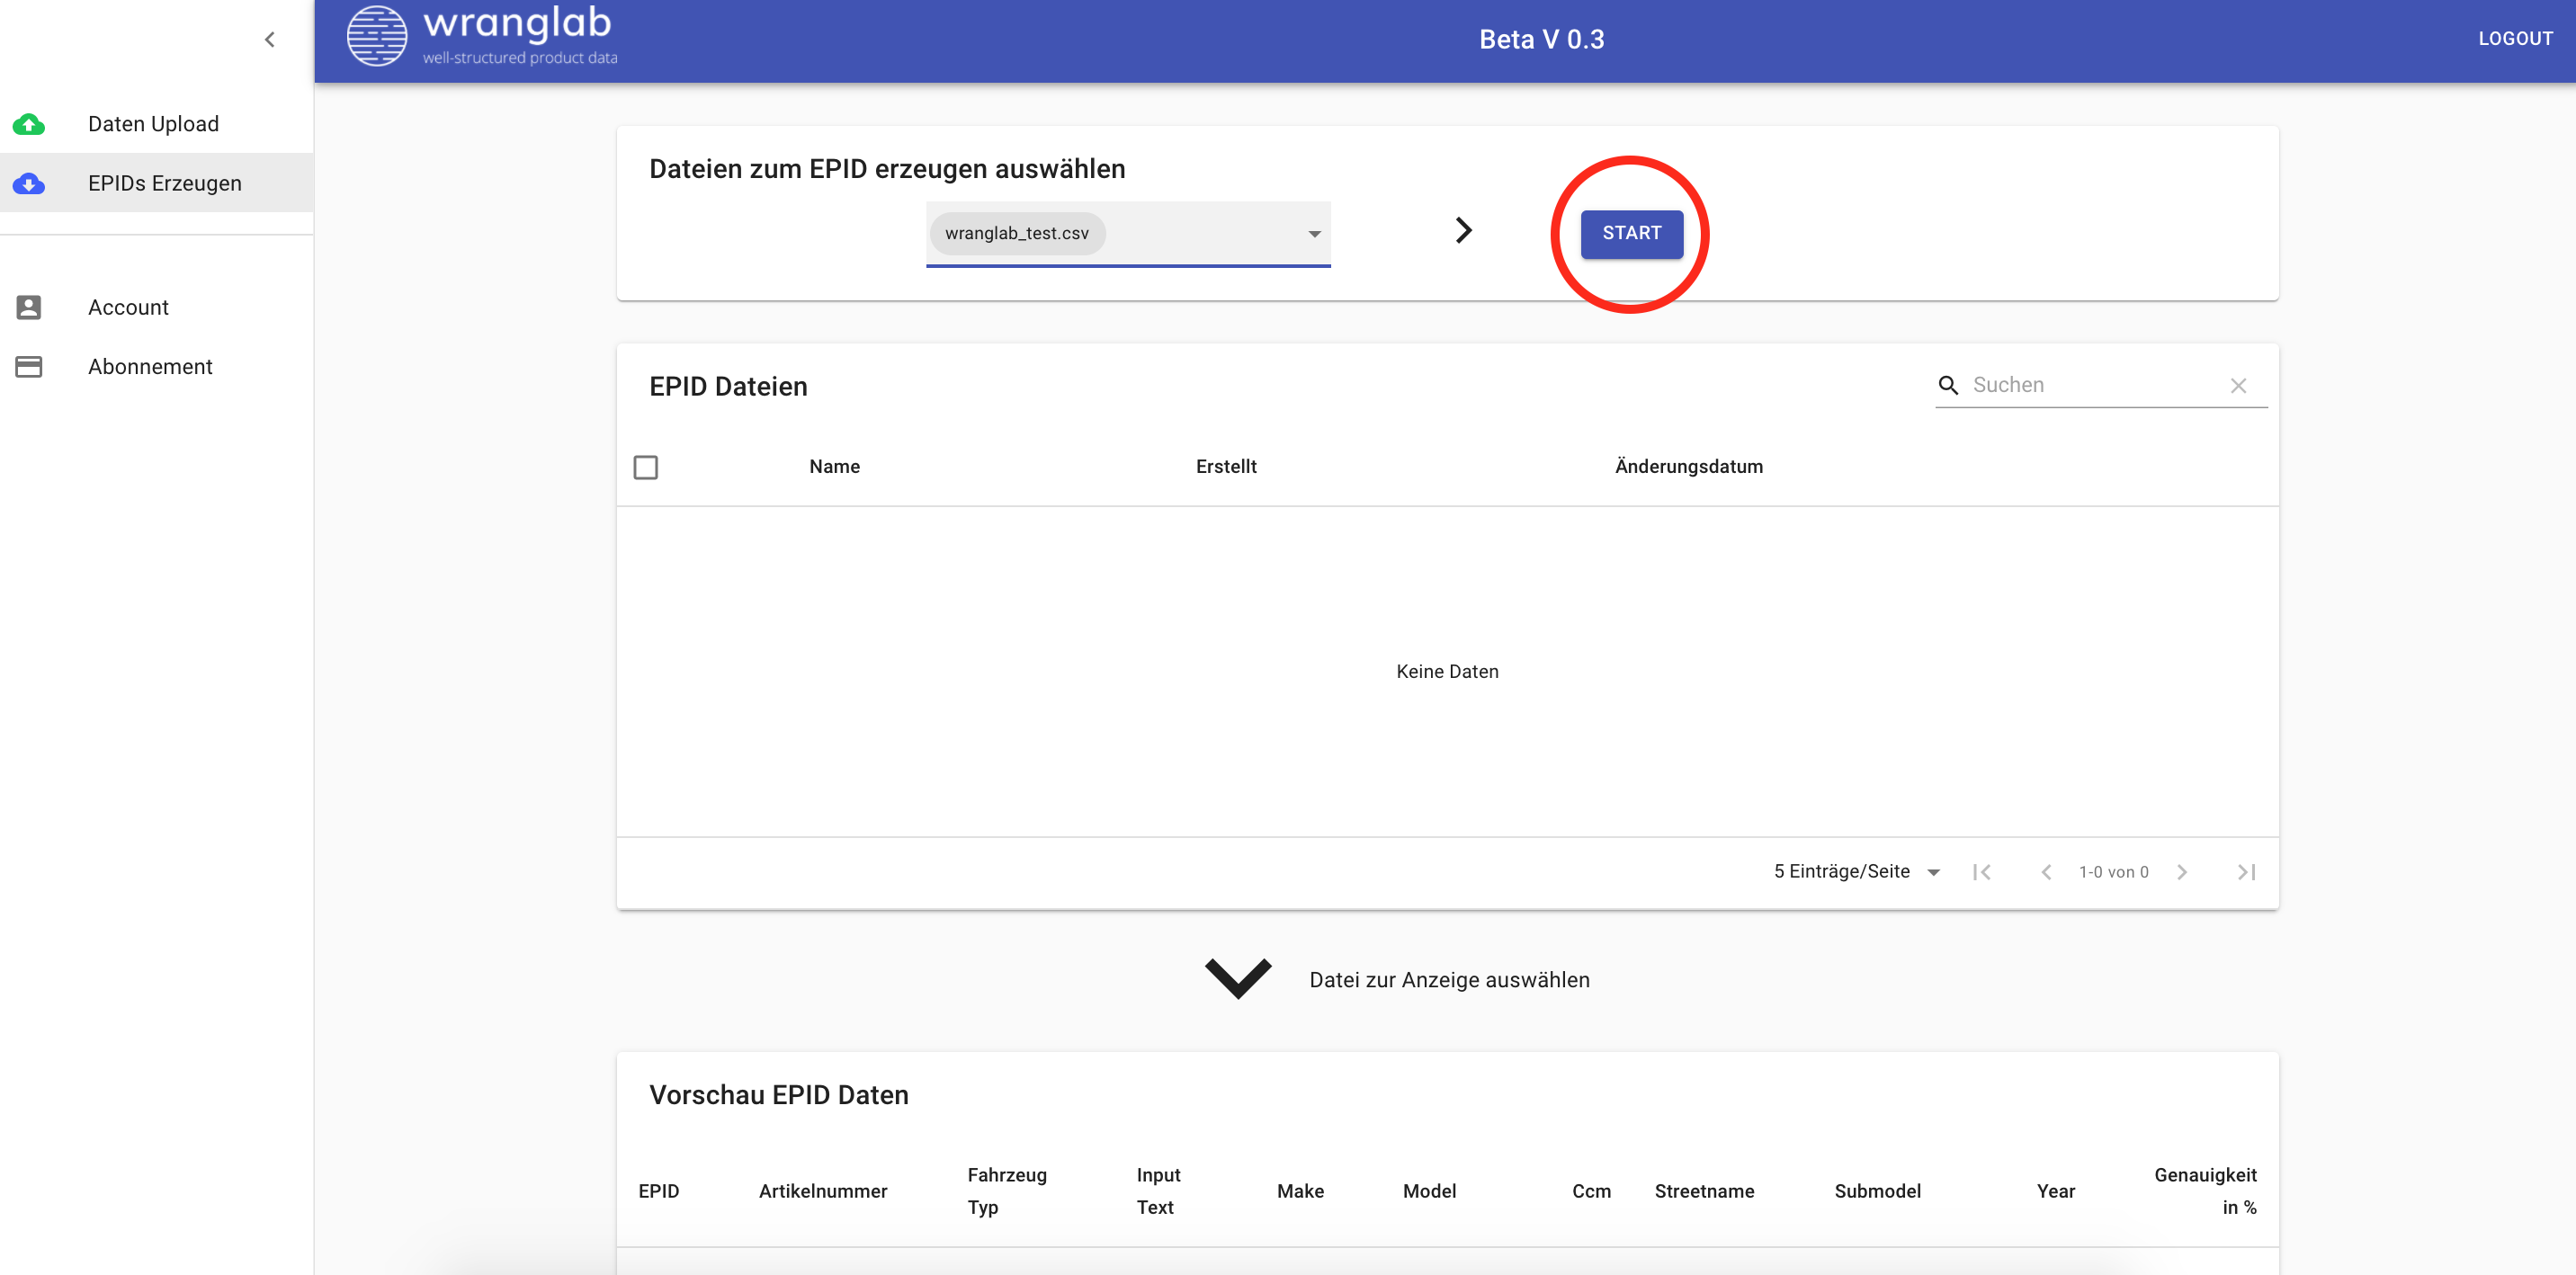 wranglab
well-structured product data
Beta V 0.3
LOGOUT
Daten Upload
EPIDs Erzeugen
Account
Abonnement
Dateien zum EPID erzeugen auswählen
wranglab_test.csv
START
EPID Dateien
Suchen
Name Erstellt Änderungsdatum
Keine Daten
5 Einträge/Seite 1-0 von 0
Datei zur Anzeige auswählen
Vorschau EPID Daten
EPID Artikelnummer Fahrzeug Typ Input Text Make Model Ccm Streetname Submodel Year Genauigkeit in %